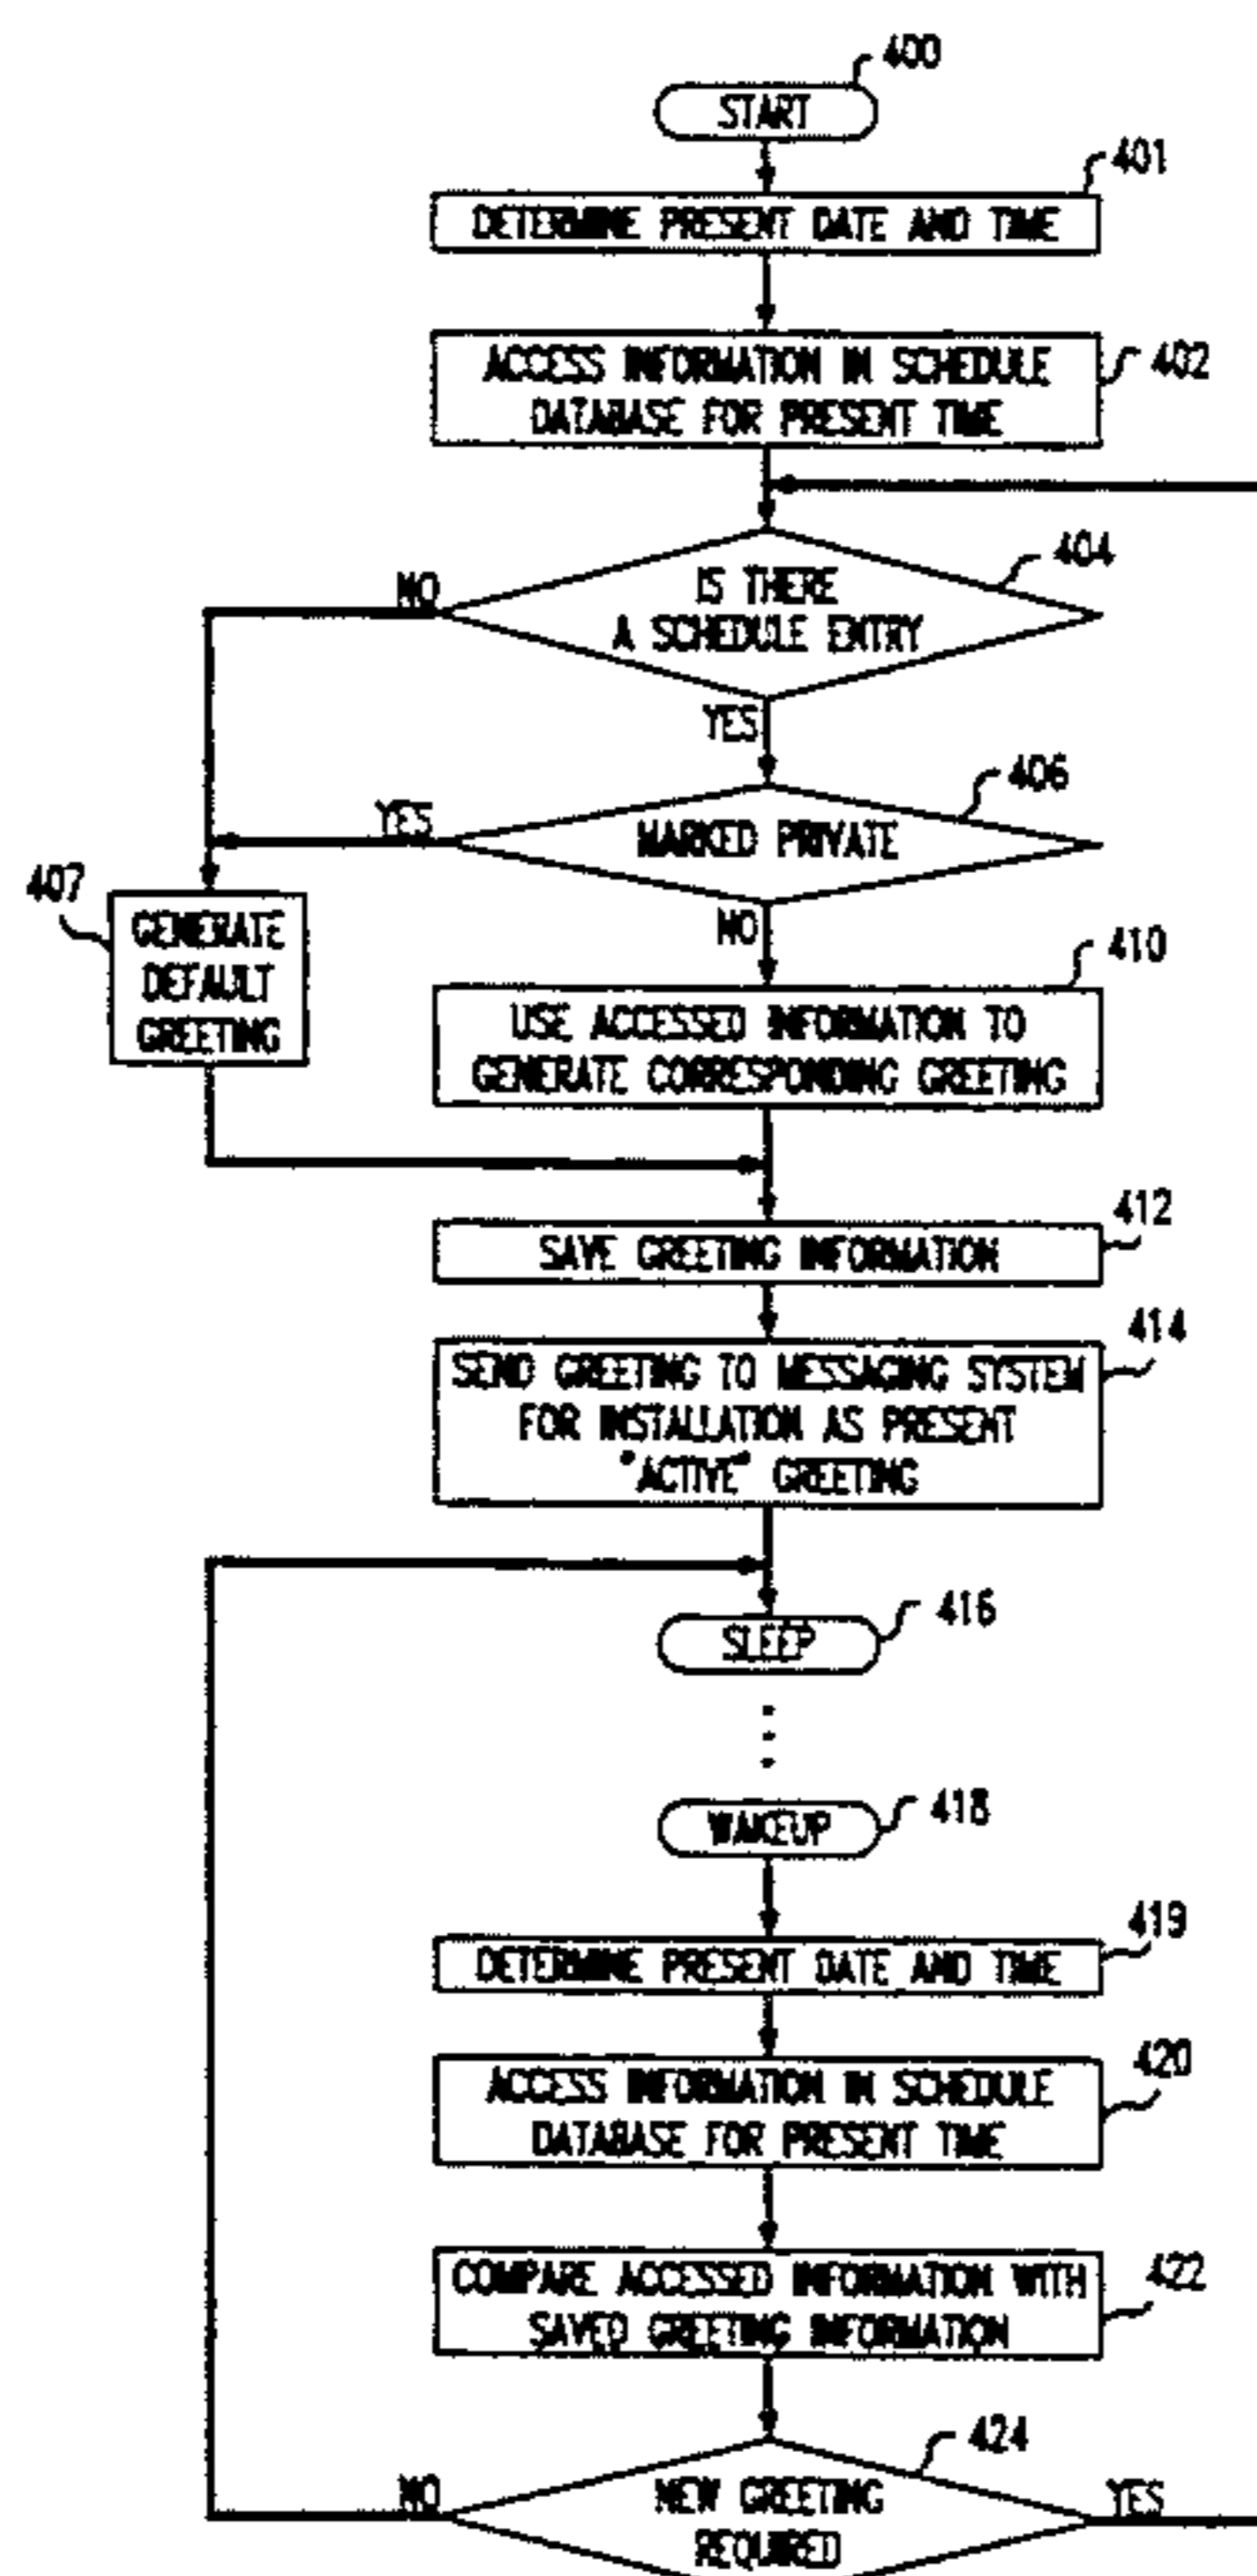 400
START
401
DETERMINE PRESENT DATE AND TIME
402
ACCESS INFORMATION IN SCHEDULE
DATABASE FOR PRESENT TIME
404
NO
IS THERE
A SCHEDULE ENTRY
YES
406
YES
MARKED PRIVATE
407
NO
GENERATE
DEFAULT
GREETING
410
USE ACCESSED INFORMATION TO
GENERATE CORRESPONDING GREETING
412
SAVE GREETING INFORMATION
414
SEND GREETING TO MESSAGING SYSTEM
FOR INSTALLATION AS PRESENT
"ACTIVE" GREETING
416
SLEEP
418
WAKEUP
419
DETERMINE PRESENT DATE AND TIME
420
ACCESS INFORMATION IN SCHEDULE
DATABASE FOR PRESENT TIME
422
COMPARE ACCESSED INFORMATION WITH
SAVED GREETING INFORMATION
424
NO
NEW GREETING
REQUIRED
YES